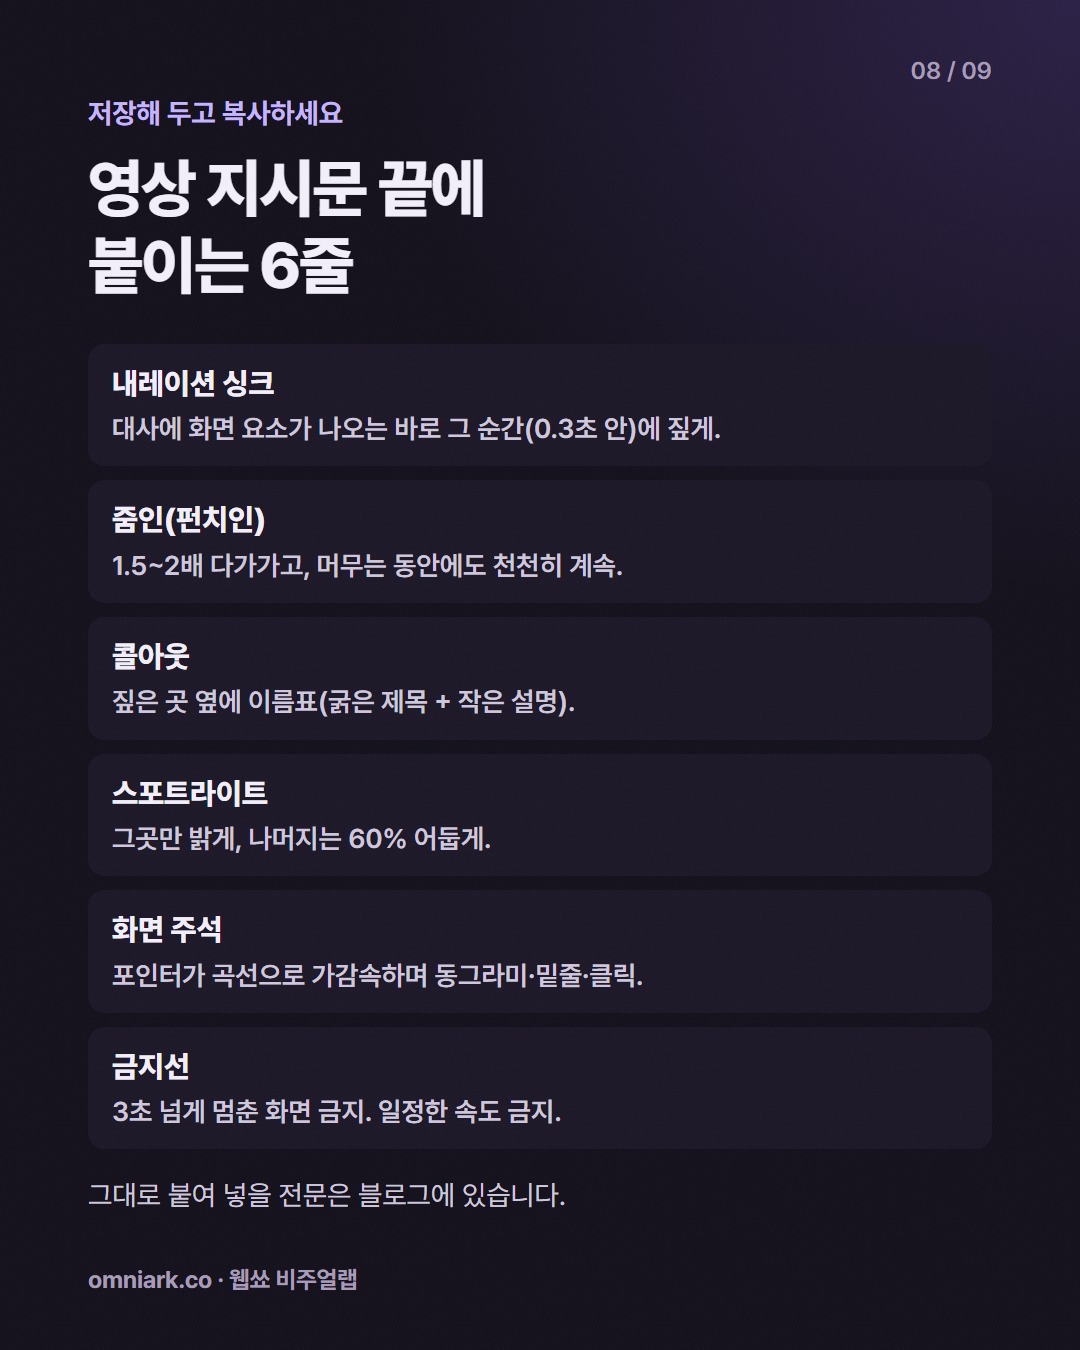 08 / 09
저장해 두고 복사하세요
영상 지시문 끝에
붙이는 6줄
내레이션 싱크
대사에 화면 요소가 나오는 바로 그 순간(0.3초 안)에 짚게.
줌인(펀치인)
1.5~2배 다가가고, 머무는 동안에도 천천히 계속.
콜아웃
짚은 곳 옆에 이름표(굵은 제목 + 작은 설명).
스포트라이트
그곳만 밝게, 나머지는 60% 어둡게.
화면 주석
포인터가 곡선으로 가감속하며 동그라미·밑줄·클릭.
금지선
3초 넘게 멈춘 화면 금지. 일정한 속도 금지.
그대로 붙여 넣을 전문은 블로그에 있습니다.
omniark.co · 웹쑈 비주얼랩